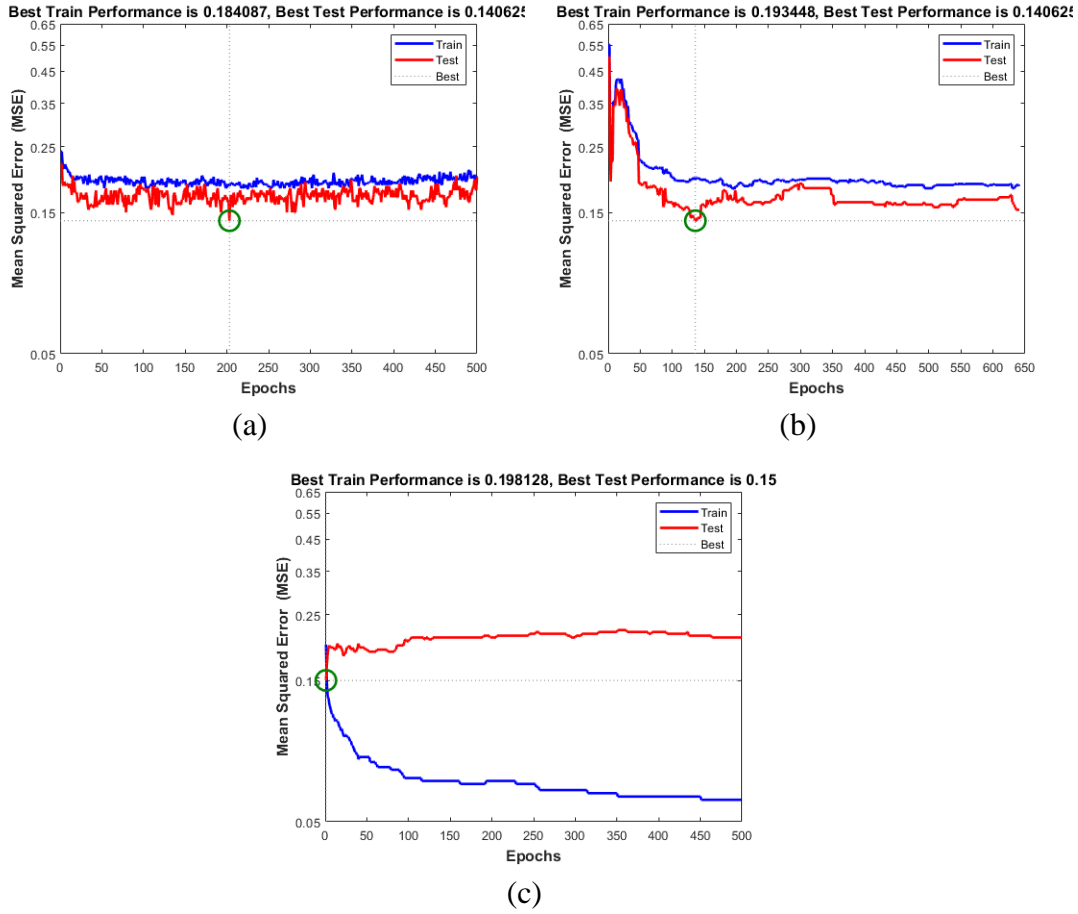 Best Train Performance is 0.184087, Best Test Performance is 0.140625
0.65
0.55
0.45
0.35
0.25
0.15
0.05
Mean Squared Error (MSE)
Train
Test
Best
0 50 100 150 200 250 300 350 400 450 500
Epochs
(a)
Best Train Performance is 0.193448, Best Test Performance is 0.140625
0.65
0.55
0.45
0.35
0.25
0.15
0.05
Mean Squared Error (MSE)
Train
Test
Best
0 50 100 150 200 250 300 350 400 450 500 550 600 650
Epochs
(b)
Best Train Performance is 0.198128, Best Test Performance is 0.15
0.65
0.55
0.45
0.35
0.25
0.15
0.05
Mean Squared Error (MSE)
Train
Test
Best
0 50 100 150 200 250 300 350 400 450 500
Epochs
(c)